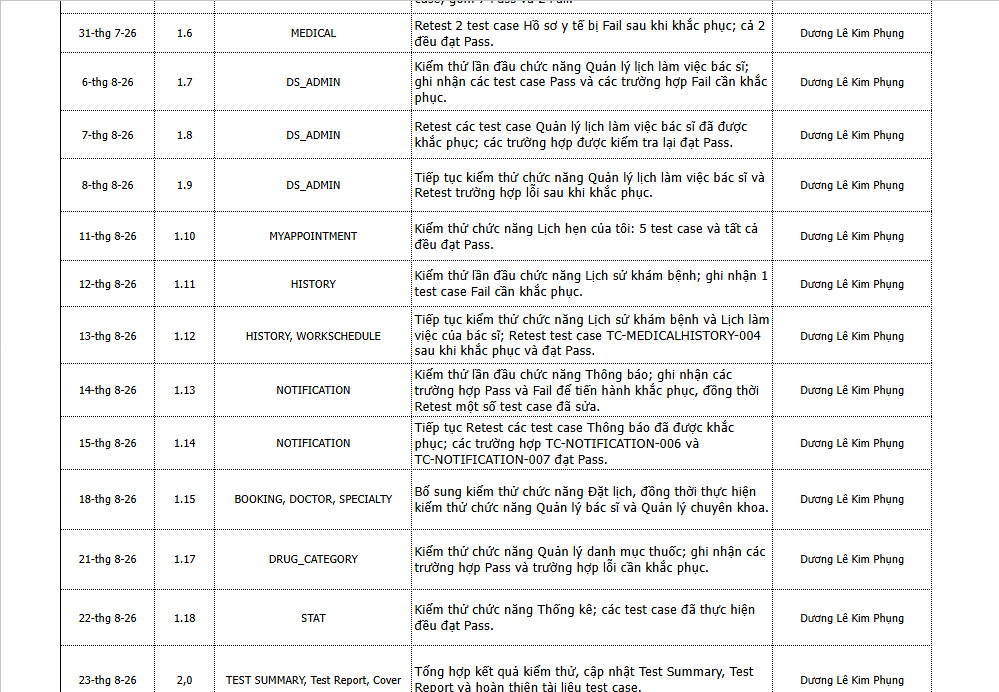 31-thg 7-26 1.6 MEDICAL Retest 2 test case Hồ sơ y tế bị Fail sau khi khắc phục; cả 2 Dương Lê Kim Phụng
đều đạt Pass.
Kiểm thử lần đầu chức năng Quản lý lịch làm việc bác sĩ;
6-thg 8-26 1.7 DS_ADMIN ghi nhận các test case Pass và các trường hợp Fail cần khắc Dương Lê Kim Phụng
phục.
7-thg 8-26 1.8 DS_ADMIN Retest các test case Quản lý lịch làm việc bác sĩ đã được Dương Lê Kim Phụng
khắc phục; các trường hợp được kiểm tra lại đạt Pass.
8-thg 8-26 1.9 DS_ADMIN Tiếp tục kiểm thử chức năng Quản lý lịch làm việc bác sĩ và Dương Lê Kim Phụng
Retest trường hợp lỗi sau khi khắc phục.
11-thg 8-26 1.10 MYAPPOINTMENT Kiểm thử chức năng Lịch hẹn của tôi: 5 test case và tất cả Dương Lê Kim Phụng
đều đạt Pass.
12-thg 8-26 1.11 HISTORY Kiểm thử lần đầu chức năng Lịch sử khám bệnh; ghi nhận 1 Dương Lê Kim Phụng
test case Fail cần khắc phục.
Tiếp tục kiểm thử chức năng Lịch sử khám bệnh và Lịch làm
13-thg 8-26 1.12 HISTORY, WORKSCHEDULE việc của bác sĩ; Retest test case TC-MEDICALHISTORY-004 Dương Lê Kim Phụng
sau khi khắc phục và đạt Pass.
Kiểm thử lần đầu chức năng Thông báo; ghi nhận các
14-thg 8-26 1.13 NOTIFICATION trường hợp Pass và Fail để tiến hành khắc phục, đồng thời Dương Lê Kim Phụng
Retest một số test case đã sửa.
Tiếp tục Retest các test case Thông báo đã được khắc
15-thg 8-26 1.14 NOTIFICATION phục; các trường hợp TC-NOTIFICATION-006 và Dương Lê Kim Phụng
TC-NOTIFICATION-007 đạt Pass.
18-thg 8-26 1.15 BOOKING, DOCTOR, SPECIALTY Bổ sung kiểm thử chức năng Đặt lịch, đồng thời thực hiện Dương Lê Kim Phụng
kiểm thử chức năng Quản lý bác sĩ và Quản lý chuyên khoa.
21-thg 8-26 1.17 DRUG_CATEGORY Kiểm thử chức năng Quản lý danh mục thuốc; ghi nhận các Dương Lê Kim Phụng
trường hợp Pass và trường hợp lỗi cần khắc phục.
22-thg 8-26 1.18 STAT Kiểm thử chức năng Thống kê; các test case đã thực hiện Dương Lê Kim Phụng
đều đạt Pass.
23-thg 8-26 2,0 TEST SUMMARY, Test Report, Cover Tổng hợp kết quả kiểm thử, cập nhật Test Summary, Test Dương Lê Kim Phụng
Report và hoàn thiện tài liệu test case.